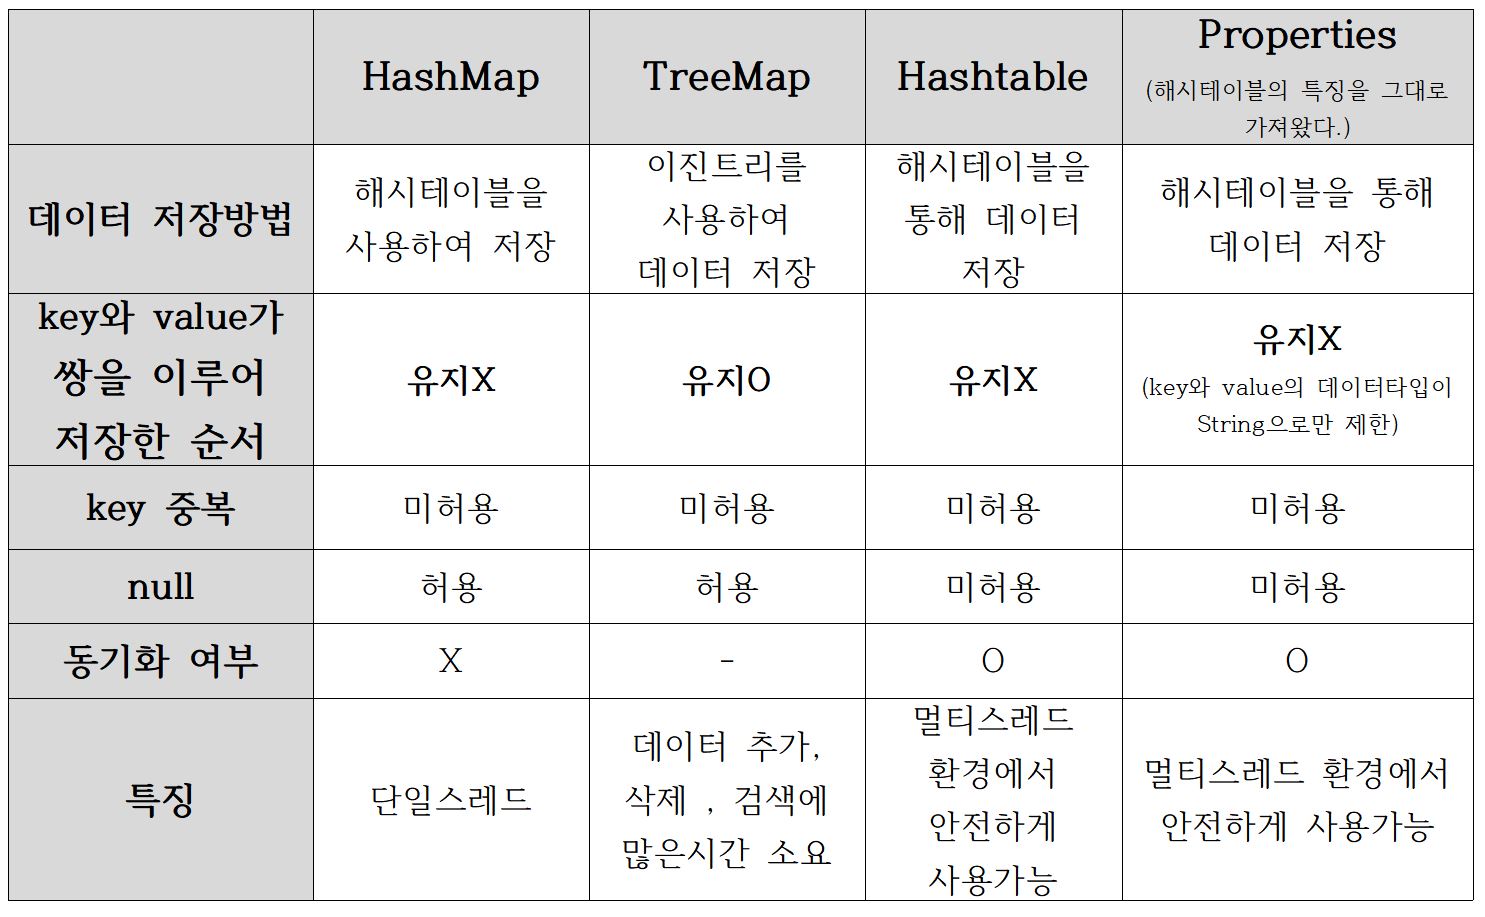 HashMap
TreeMap
Hashtable
Properties
(해시테이블의 특징을 그대로
가져왔다.)
데이터 저장방법
해시테이블을
사용하여 저장
이진트리를
사용하여
데이터 저장
해시테이블을
통해 데이터
저장
해시테이블을 통해
데이터 저장
key와 value가
쌍을 이루어
저장한 순서
유지X
유지O
유지X
유지X
(key와 value의 데이터타입이
String으로만 제한)
key 중복
미허용
미허용
미허용
미허용
null
허용
허용
미허용
미허용
동기화 여부
X
-
O
O
특징
단일스레드
데이터 추가,
삭제 , 검색에
많은시간 소요
멀티스레드
환경에서
안전하게
사용가능
멀티스레드 환경에서
안전하게 사용가능